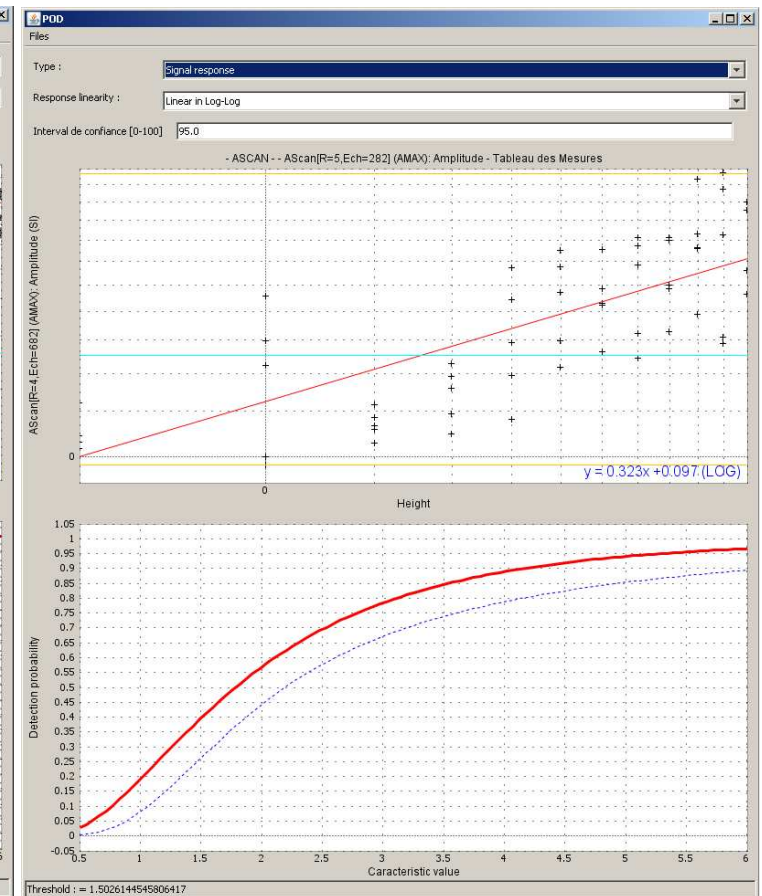 POD
Files
Type :
Signal response
Response linearity :
Linear in Log-Log
Interval de confiance [0-100]
95.0
- ASCAN - - AScan[R=5,Ech=282] (AMAX): Amplitude - Tableau des Mesures
AScan[R=4,Ech=682] (AMAX): Amplitude (SI)
0
y = 0.323x +0.097 (LOG)
0
Height
1.05
1
0.95
0.9
0.85
0.8
0.75
0.7
0.65
0.6
0.55
0.5
0.45
0.4
0.35
0.3
0.25
0.2
0.15
0.1
0.05
0
-0.05
Detection probability
0.5 1 1.5 2 2.5 3 3.5 4 4.5 5 5.5 6
Caracteristic value
Threshold : = 1.5026144545806417